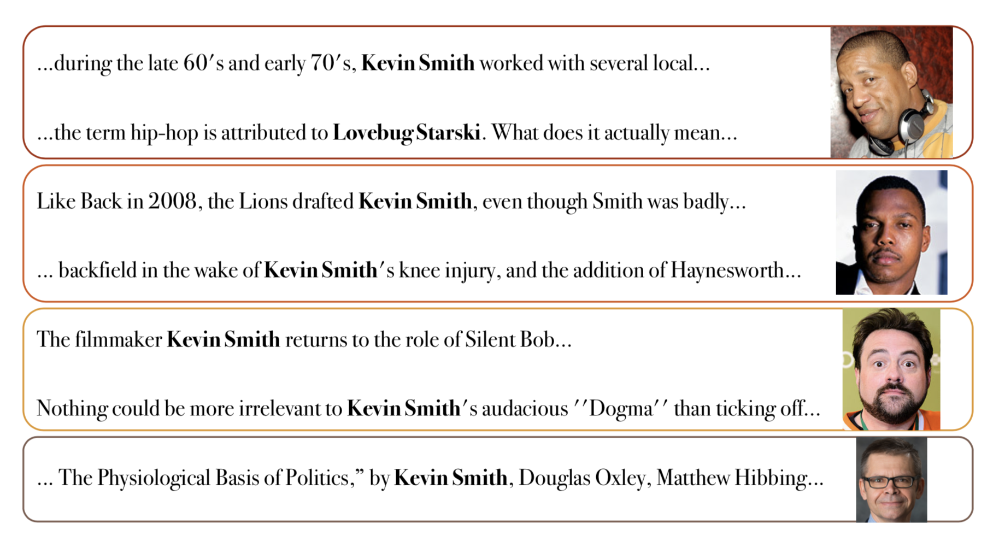 ...during the late 60's and early 70's, Kevin Smith worked with several local...
...the term hip-hop is attributed to Lovebug Starski. What does it actually mean...
Like Back in 2008, the Lions drafted Kevin Smith, even though Smith was badly...
... backfield in the wake of Kevin Smith's knee injury, and the addition of Haynesworth...
The filmmaker Kevin Smith returns to the role of Silent Bob...
Nothing could be more irrelevant to Kevin Smith's audacious ''Dogma'' than ticking off...
... The Physiological Basis of Politics,” by Kevin Smith, Douglas Oxley, Matthew Hibbing...